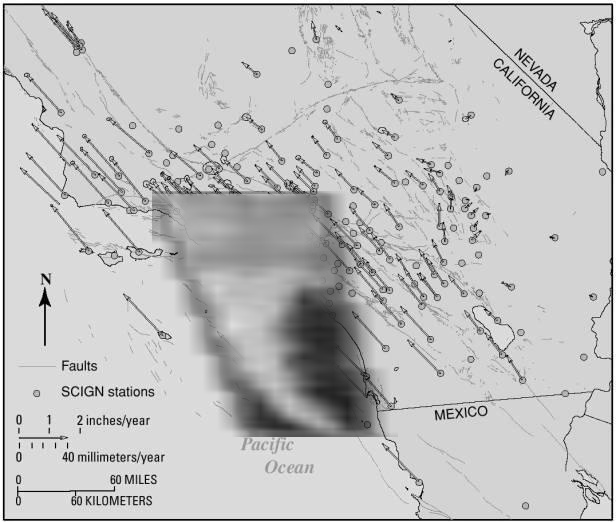 NEVADA
CALIFORNIA
N
Faults
SCIGN stations
0 1 2 inches/year
0 40 millimeters/year
0 60 MILES
0 60 KILOMETERS
MEXICO
Pacific
Ocean